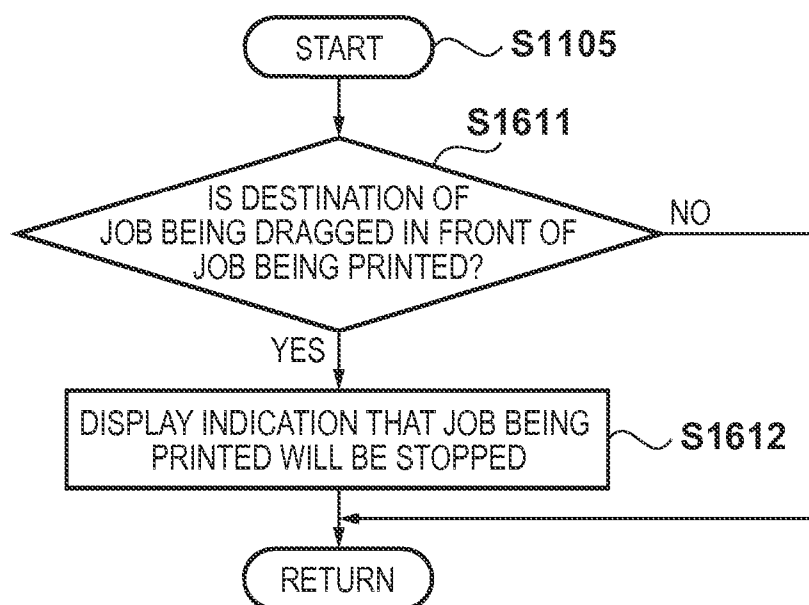 START
S1105
S1611
IS DESTINATION OF
JOB BEING DRAGGED IN FRONT OF
JOB BEING PRINTED?
NO
YES
DISPLAY INDICATION THAT JOB BEING
PRINTED WILL BE STOPPED
S1612
RETURN